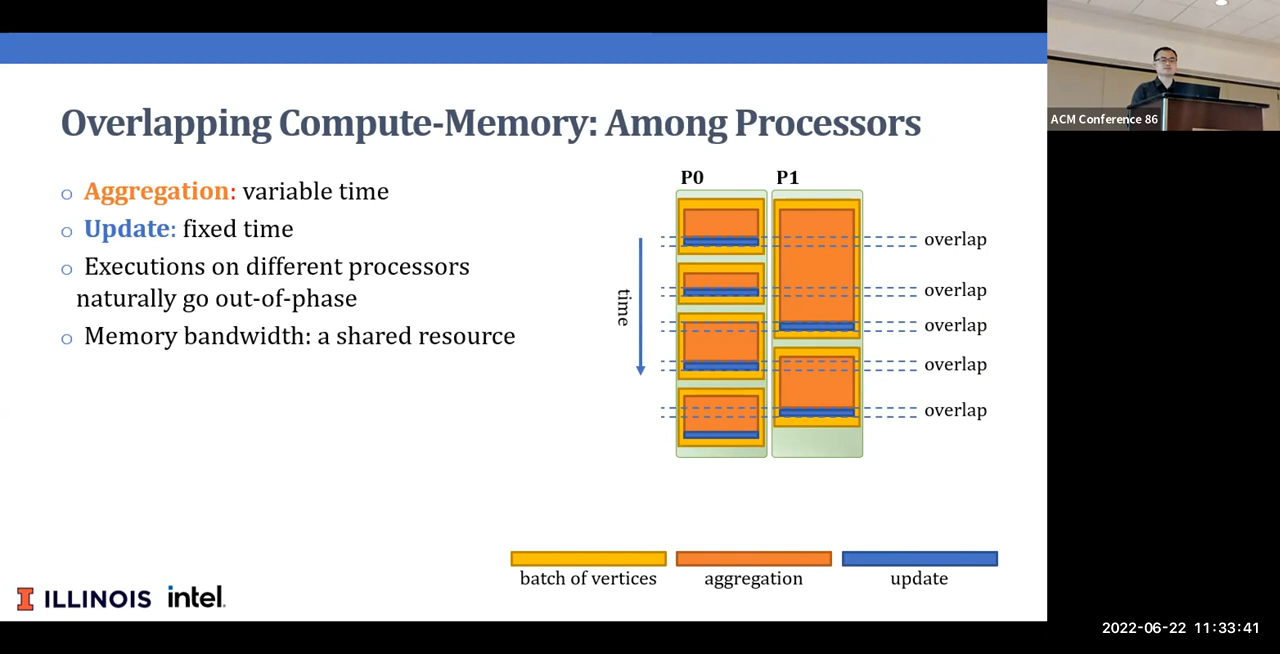 Overlapping Compute-Memory: Among Processors
Aggregation: variable time
Update: fixed time
Executions on different processors
naturally go out-of-phase
Memory bandwidth: a shared resource
P0 P1
time
overlap
overlap
overlap
overlap
overlap
batch of vertices aggregation update
I ILLINOIS intel.
ACM Conference 86
2022-06-22 11:33:41